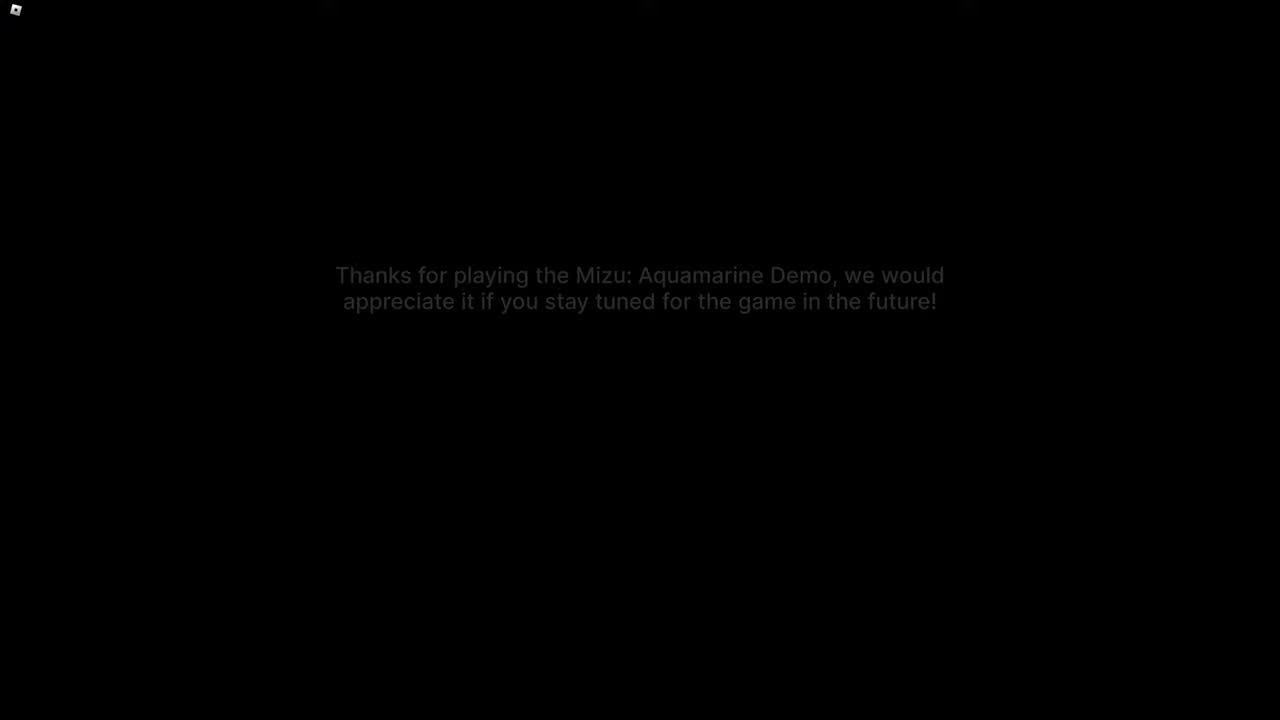 Thanks for playing the Mizu: Aquamarine Demo, we would
appreciate it if you stay tuned for the game in the future!